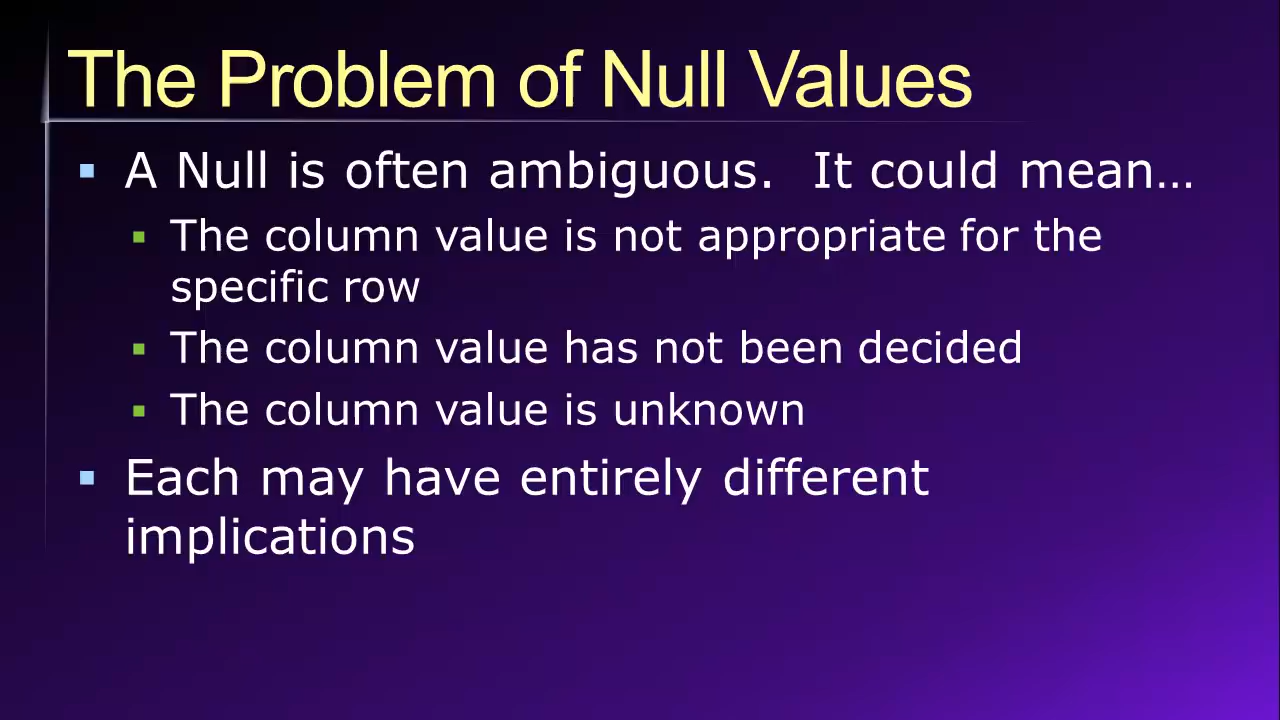 The Problem of Null Values
▪ A Null is often ambiguous.  It could mean…
▪ The column value is not appropriate for the
specific row
▪ The column value has not been decided
▪ The column value is unknown
▪ Each may have entirely different
implications